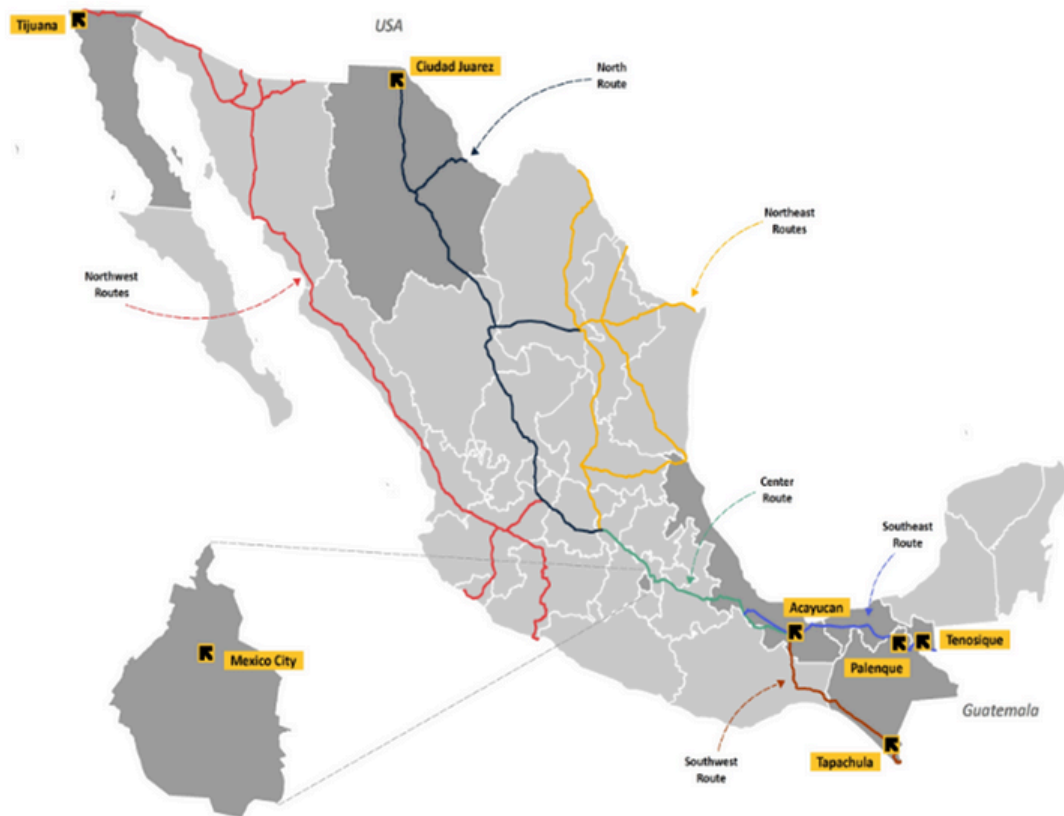 Tijuana
USA
Ciudad Juarez
North
Route
Northeast
Routes
Northwest
Routes
Center
Route
Southeast
Route
Acayucan
Tenosique
Palenque
Mexico City
Guatemala
Southwest
Route
Tapachula